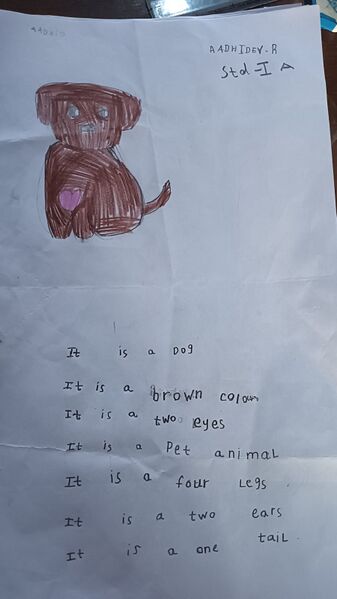 AADHIDEV.R
Std-I A
It is a DOg
It is a brown colour
It is a two eyes
It is a Pet animaL
It is a four Legs.
It is a two ears
It is a one taiL.